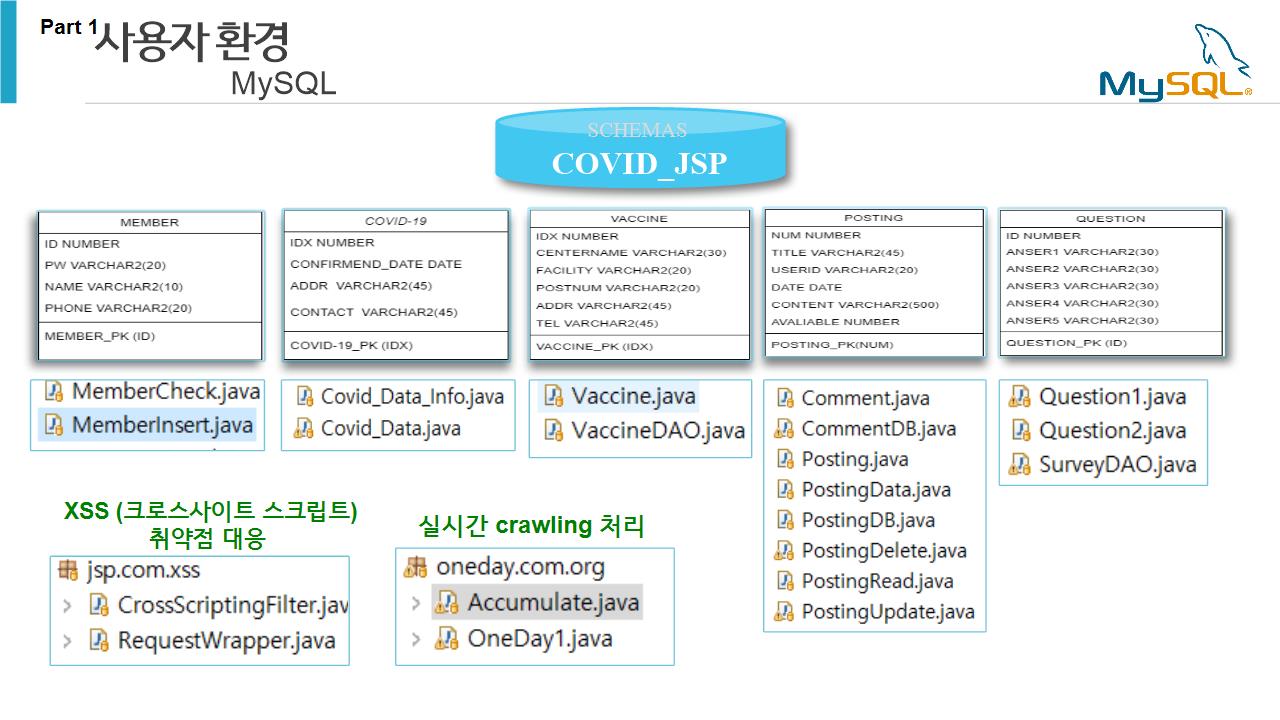 Part 1
사용자 환경
MySQL
MySQL®
SCHEMAS
COVID_JSP
MEMBER
ID NUMBER
PW VARCHAR2(20)
NAME VARCHAR2(10)
PHONE VARCHAR2(20)
MEMBER_PK (ID)
COVID-19
IDX NUMBER
CONFIRMEND_DATE DATE
ADDR VARCHAR2(45)
CONTACT VARCHAR2(45)
COVID-19_PK (IDX)
VACCINE
IDX NUMBER
CENTERNAME VARCHAR2(30)
FACILITY VARCHAR2(20)
POSTNUM VARCHAR2(20)
ADDR VARCHAR2(45)
TEL VARCHAR2(45)
VACCINE_PK (IDX)
POSTING
NUM NUMBER
TITLE VARCHAR2(45)
USERID VARCHAR2(20)
DATE DATE
CONTENT VARCHAR2(500)
AVALIABLE NUMBER
POSTING_PK(NUM)
QUESTION
ID NUMBER
ANSER1 VARCHAR2(30)
ANSER2 VARCHAR2(30)
ANSER3 VARCHAR2(30)
ANSER4 VARCHAR2(30)
ANSER5 VARCHAR2(30)
QUESTION_PK (ID)
MemberCheck.java
MemberInsert.java
Covid_Data_Info.java
Covid_Data.java
Vaccine.java
VaccineDAO.java
Comment.java
CommentDB.java
Posting.java
PostingData.java
PostingDB.java
PostingDelete.java
PostingRead.java
PostingUpdate.java
Question1.java
Question2.java
SurveyDAO.java
XSS (크로스사이트 스크립트)
취약점 대응
jsp.com.xss
CrossScriptingFilter.jav
RequestWrapper.java
실시간 crawling 처리
oneday.com.org
Accumulate.java
OneDay1.java